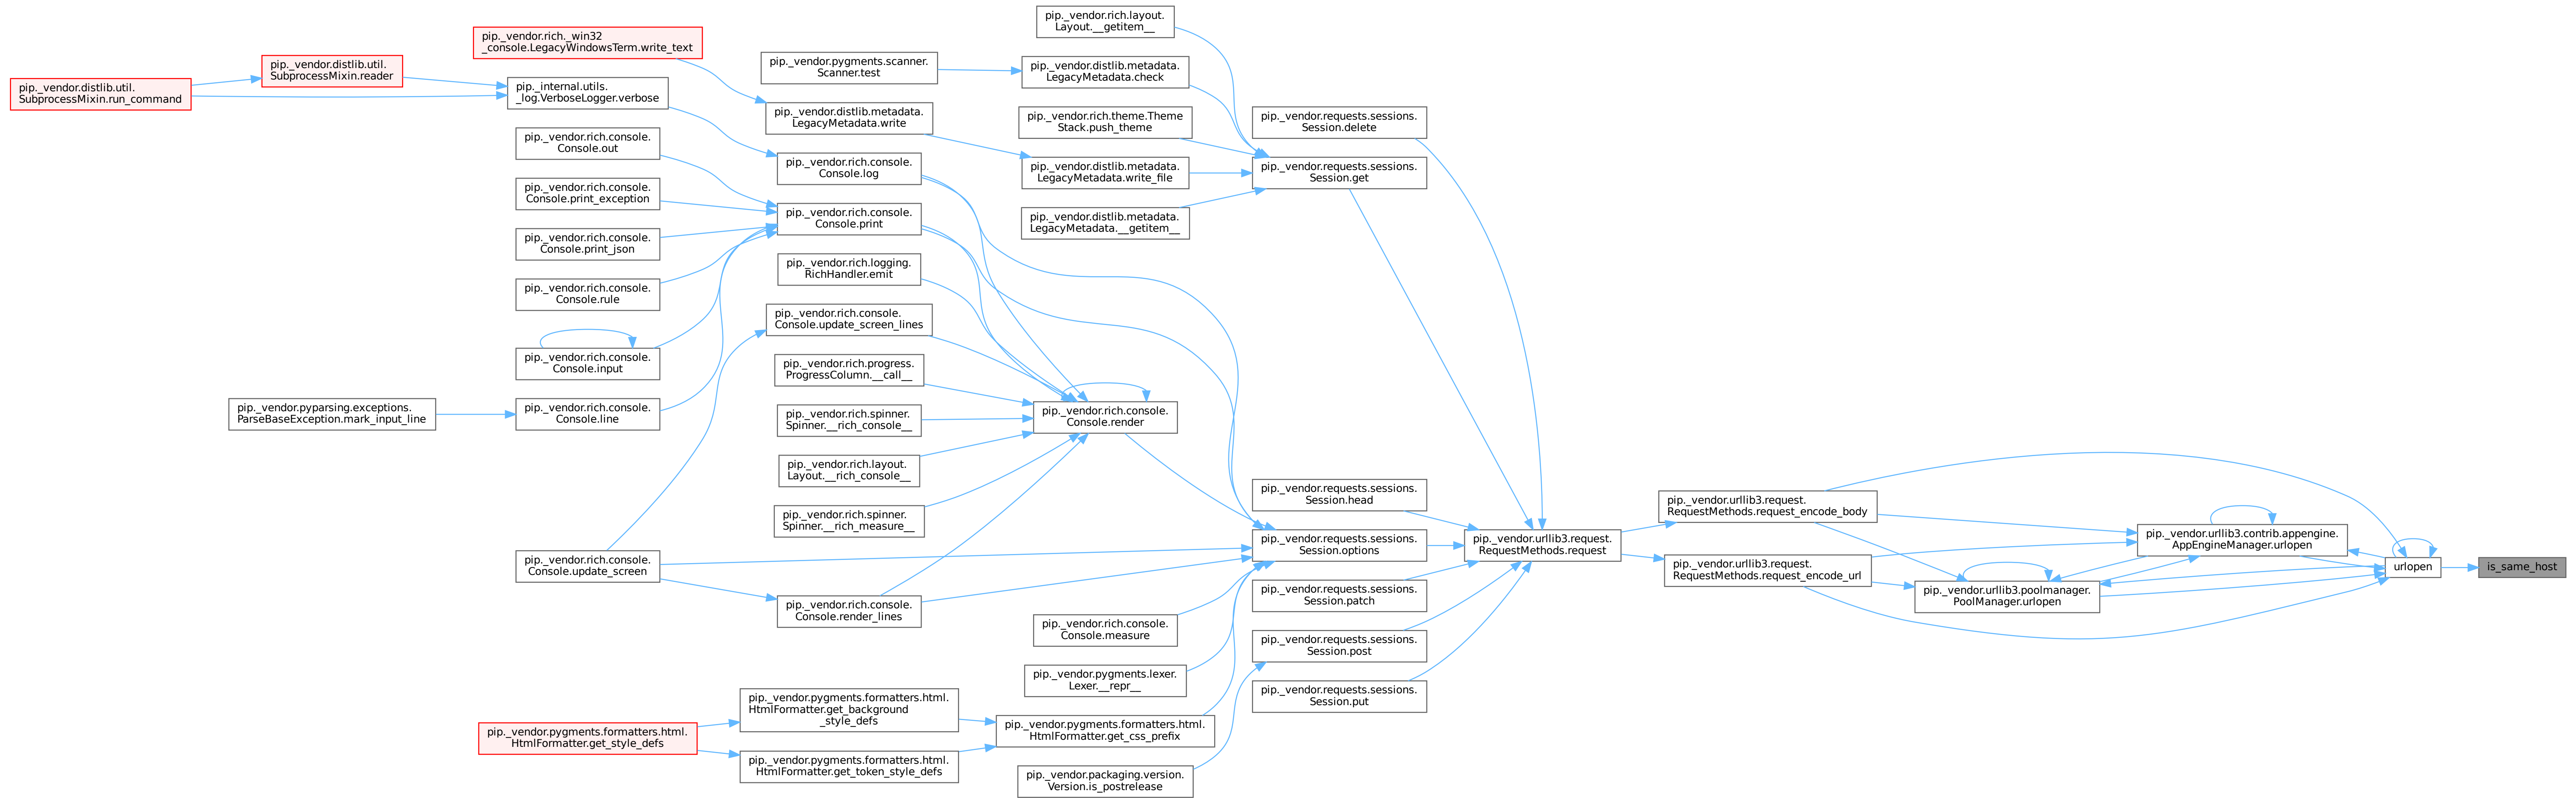 pip._vendor.rich.layout.
Layout.__getitem__
pip._vendor.rich._win32
_console.LegacyWindowsTerm.write_text
pip._vendor.distlib.util.
SubprocessMixin.reader
pip._vendor.pygments.scanner.
Scanner.test
pip._vendor.distlib.metadata.
LegacyMetadata.check
pip._vendor.distlib.util.
SubprocessMixin.run_command
pip._internal.utils.
_log.VerboseLogger.verbose
pip._vendor.distlib.metadata.
LegacyMetadata.write
pip._vendor.rich.theme.Theme
Stack.push_theme
pip._vendor.requests.sessions.
Session.delete
pip._vendor.rich.console.
Console.out
pip._vendor.rich.console.
Console.log
pip._vendor.distlib.metadata.
LegacyMetadata.write_file
pip._vendor.requests.sessions.
Session.get
pip._vendor.rich.console.
Console.print_exception
pip._vendor.rich.console.
Console.print
pip._vendor.distlib.metadata.
LegacyMetadata.__getitem__
pip._vendor.rich.console.
Console.print_json
pip._vendor.rich.logging.
RichHandler.emit
pip._vendor.rich.console.
Console.rule
pip._vendor.rich.console.
Console.update_screen_lines
pip._vendor.rich.console.
Console.input
pip._vendor.rich.progress.
ProgressColumn.__call__
pip._vendor.pyparsing.exceptions.
ParseBaseException.mark_input_line
pip._vendor.rich.console.
Console.line
pip._vendor.rich.spinner.
Spinner.__rich_console__
pip._vendor.rich.console.
Console.render
pip._vendor.rich.layout.
Layout.__rich_console__
pip._vendor.requests.sessions.
Session.head
pip._vendor.urllib3.request.
RequestMethods.request_encode_body
pip._vendor.rich.spinner.
Spinner.__rich_measure__
pip._vendor.requests.sessions.
Session.options
pip._vendor.urllib3.request.
RequestMethods.request
pip._vendor.urllib3.contrib.appengine.
AppEngineManager.urlopen
pip._vendor.rich.console.
Console.update_screen
pip._vendor.urllib3.request.
RequestMethods.request_encode_url
urlopen
is_same_host
pip._vendor.requests.sessions.
Session.patch
pip._vendor.urllib3.poolmanager.
PoolManager.urlopen
pip._vendor.rich.console.
Console.render_lines
pip._vendor.rich.console.
Console.measure
pip._vendor.requests.sessions.
Session.post
pip._vendor.pygments.lexer.
Lexer.__repr__
pip._vendor.requests.sessions.
Session.put
pip._vendor.pygments.formatters.html.
HtmlFormatter.get_background
_style_defs
pip._vendor.pygments.formatters.html.
HtmlFormatter.get_style_defs
pip._vendor.pygments.formatters.html.
HtmlFormatter.get_css_prefix
pip._vendor.pygments.formatters.html.
HtmlFormatter.get_token_style_defs
pip._vendor.packaging.version.
Version.is_postrelease